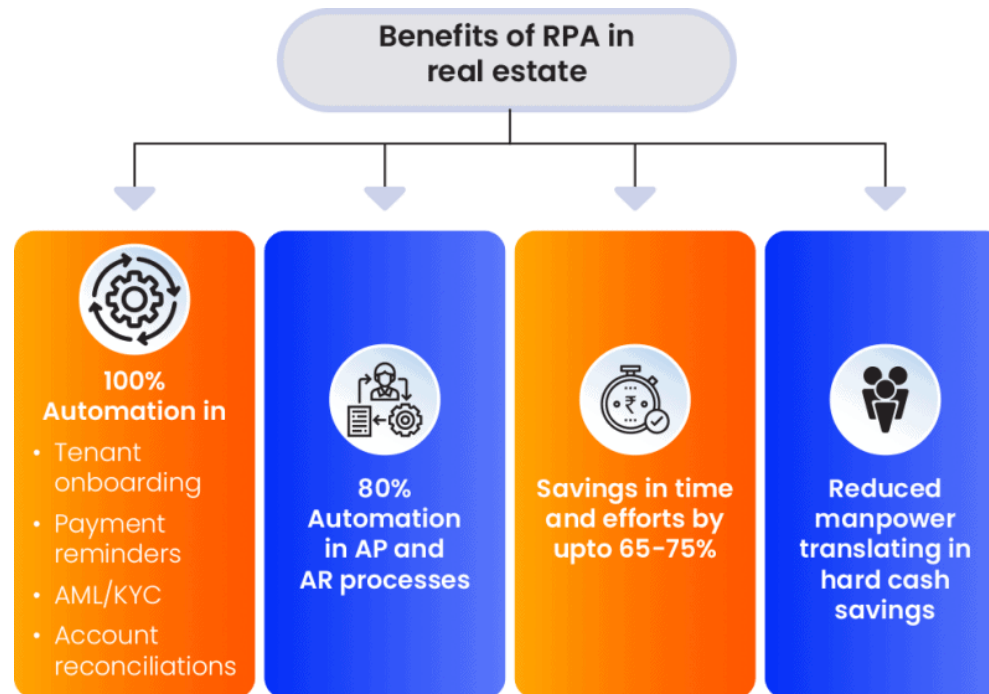 Benefits of RPA in
real estate
100%
Automation in
• Tenant
onboarding
• Payment
reminders
• AML/KYC
• Account
reconciliations
80%
Automation
in AP and
AR processes
₹
Savings in time
and efforts by
upto 65-75%
Reduced
manpower
translating in
hard cash
savings